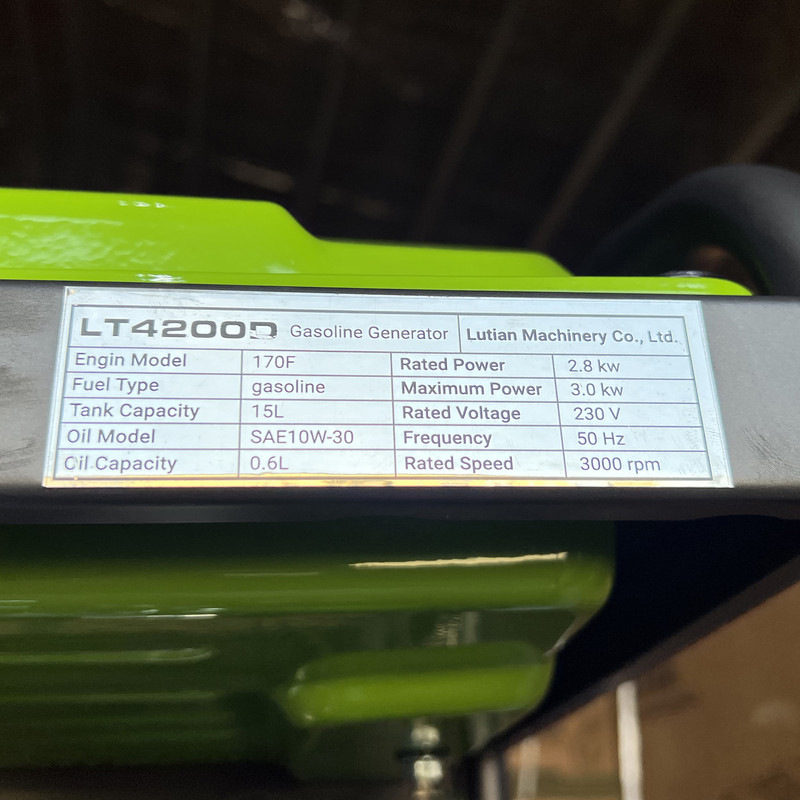 LT4200D Gasoline Generator Lutian Machinery Co., Ltd.
Engin Model 170F Rated Power 2.8 kw
Fuel Type gasoline Maximum Power 3.0 kw
Tank Capacity 15L Rated Voltage 230 V
Oil Model SAE10W-30 Frequency 50 Hz
Oil Capacity 0.6L Rated Speed 3000 rpm